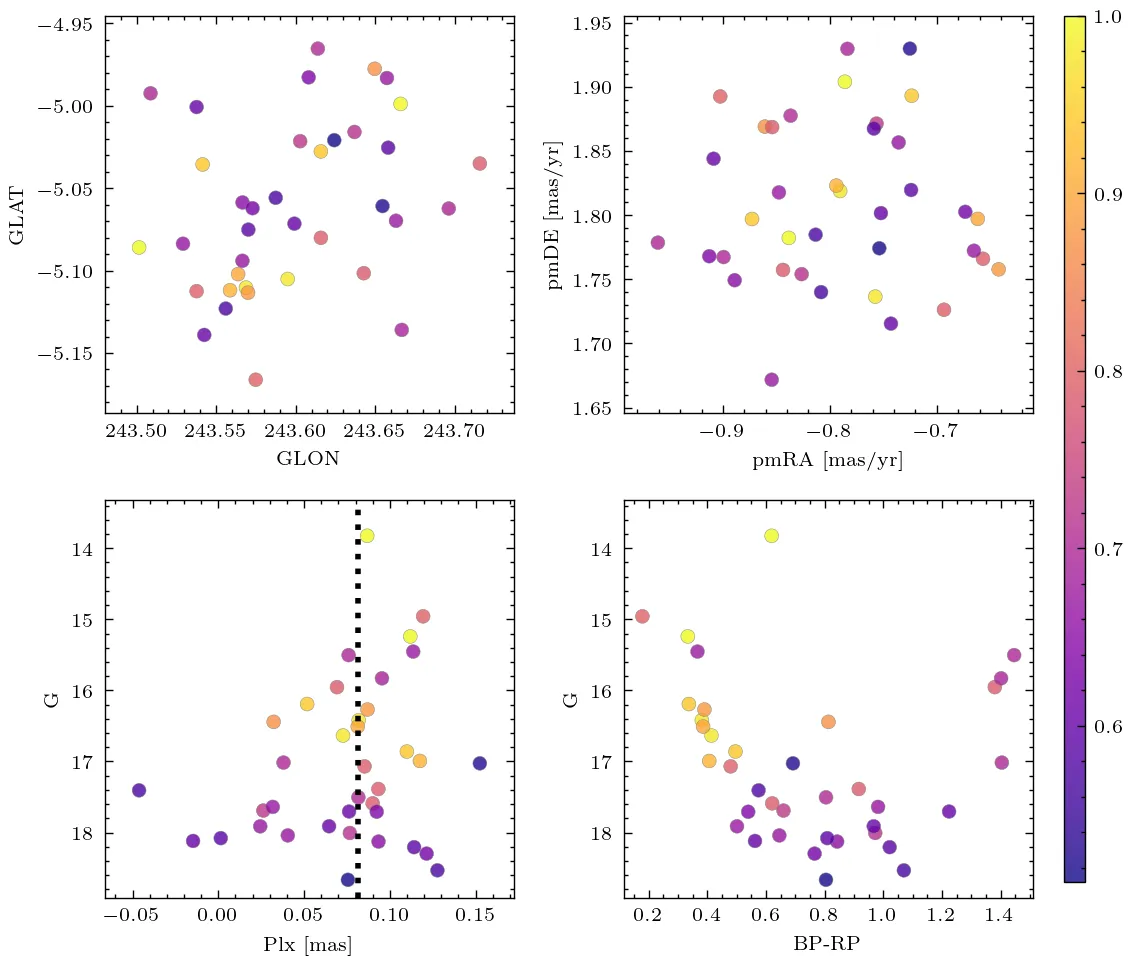 −4.95
−5.00
−5.05
−5.10
−5.15
GLAT
243.50 243.55 243.60 243.65 243.70
GLON
1.95
1.90
1.85
1.80
1.75
1.70
1.65
pmDE [mas/yr]
−0.9 −0.8 −0.7
pmRA [mas/yr]
14
15
16
17
18
G
−0.05 0.00 0.05 0.10 0.15
Plx [mas]
14
15
16
17
18
G
0.2 0.4 0.6 0.8 1.0 1.2 1.4
BP-RP
1.0
0.9
0.8
0.7
0.6